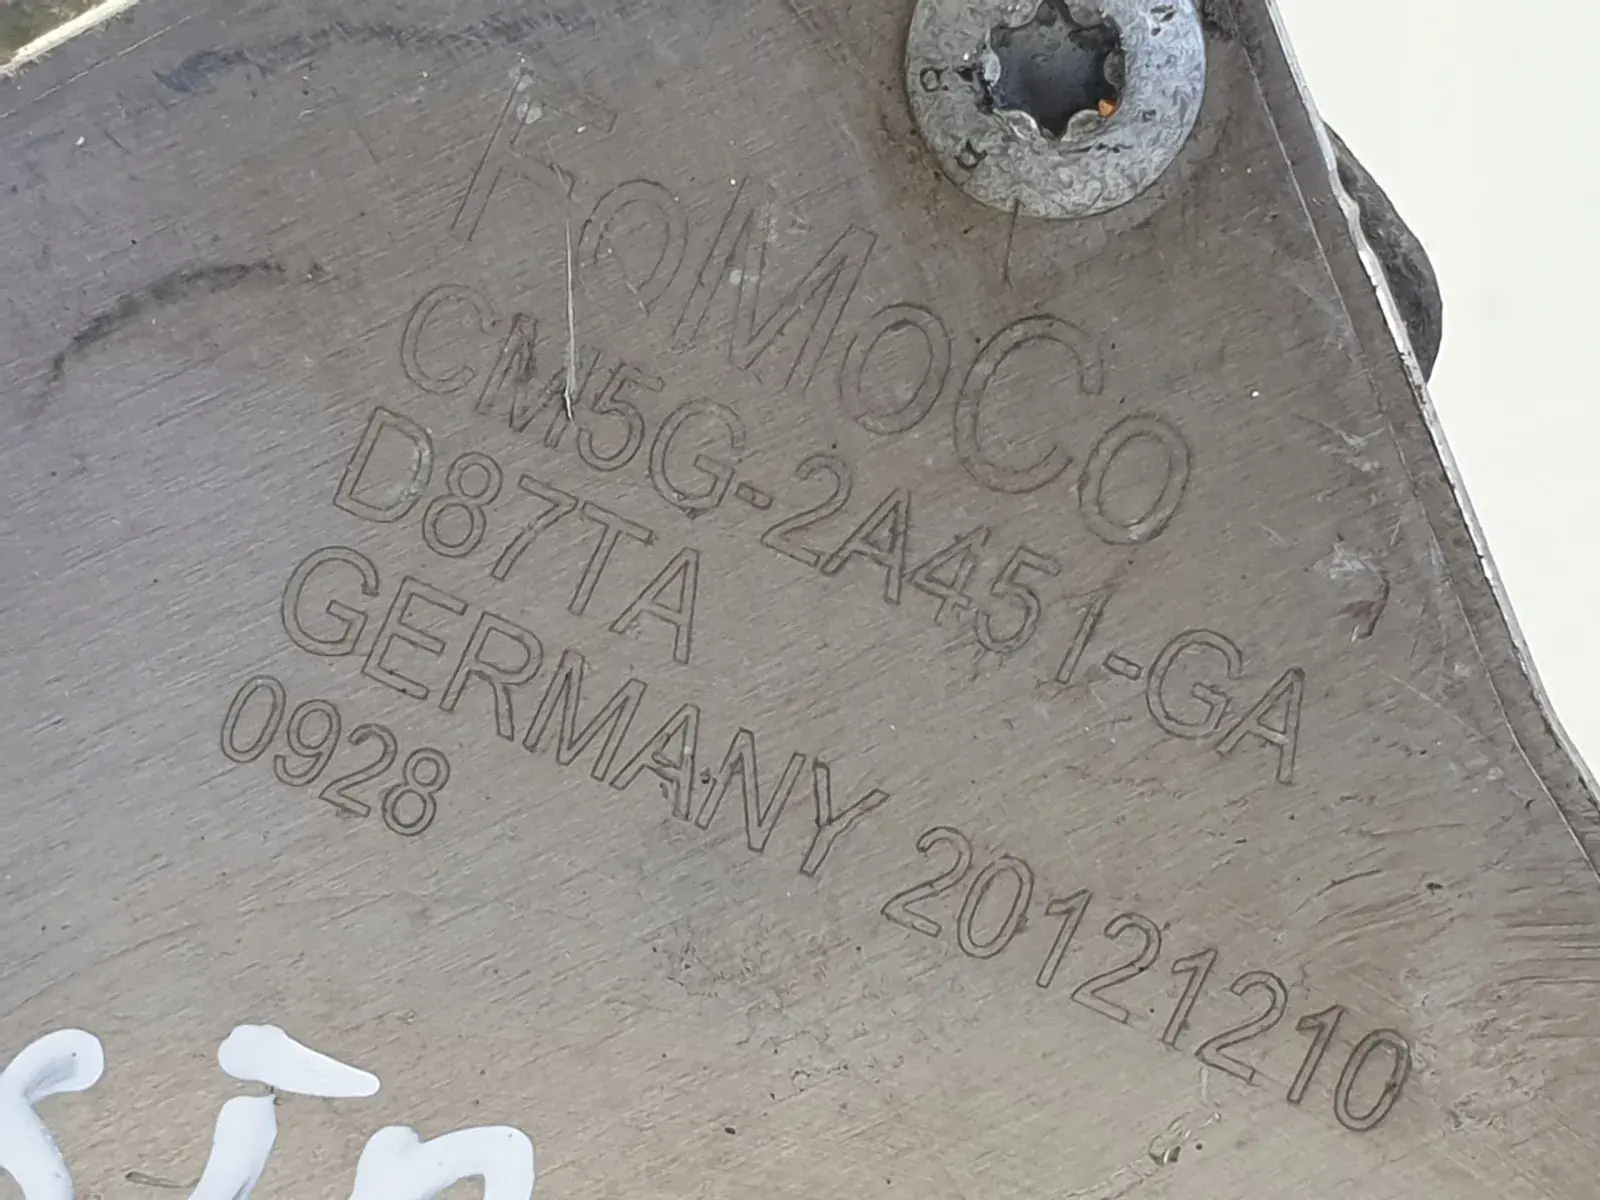 FoMoCo
CM5G-2A451-GA
D87TA
GERMANY 20121210
0928